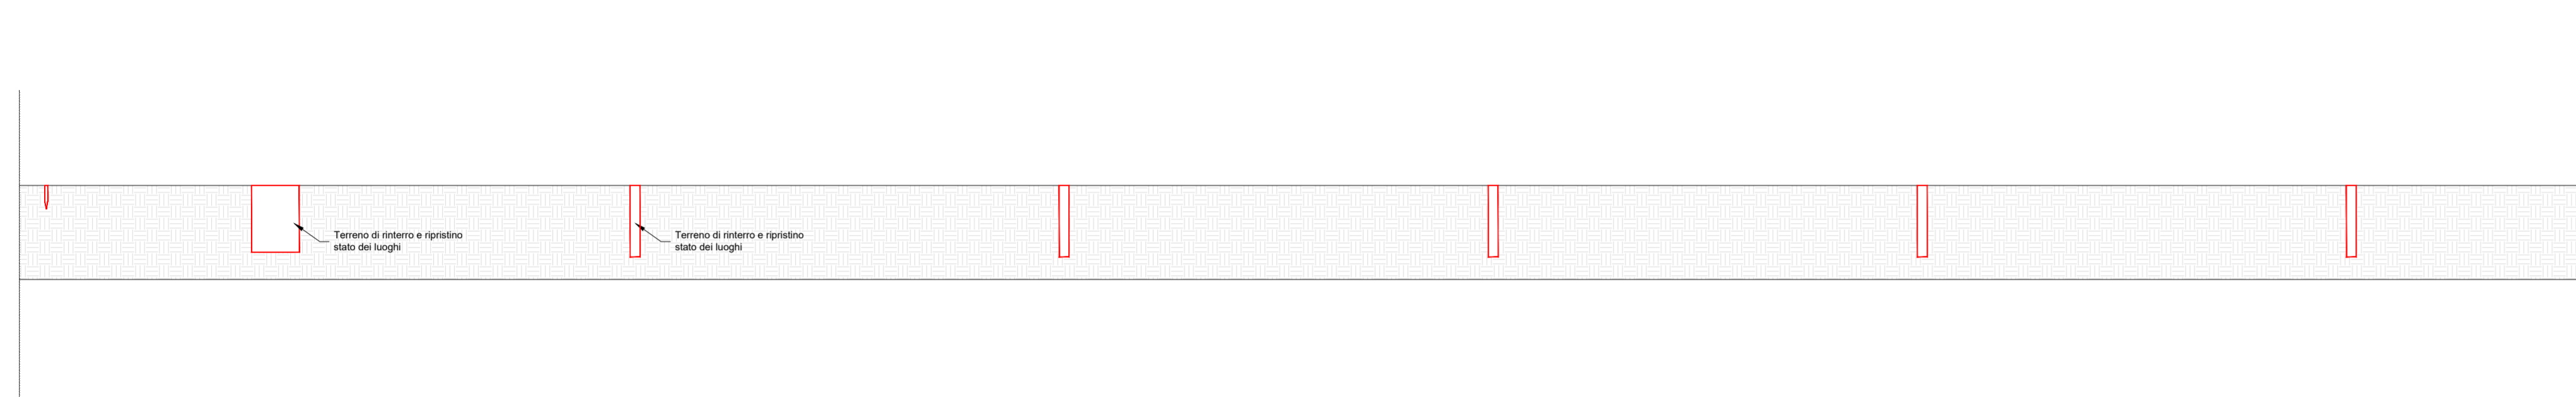 Terreno di rinterro e ripristino
stato dei luoghi
Terreno di rinterro e ripristino
stato dei luoghi